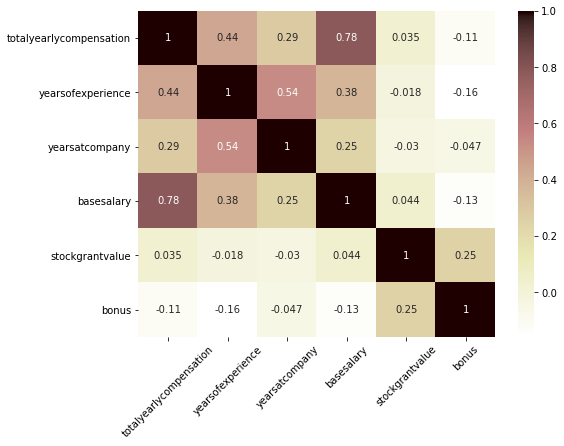 totalyearlycompensation 1 0.44 0.29 0.78 0.035 -0.11
yearsofexperience 0.44 1 0.54 0.38 -0.018 -0.16
yearsatcompany 0.29 0.54 1 0.25 -0.03 -0.047
basesalary 0.78 0.38 0.25 1 0.044 -0.13
stockgrantvalue 0.035 -0.018 -0.03 0.044 1 0.25
bonus -0.11 -0.16 -0.047 -0.13 0.25 1
totalyearlycompensation
yearsofexperience
yearsatcompany
basesalary
stockgrantvalue
bonus
1.0
0.8
0.6
0.4
0.2
0.0